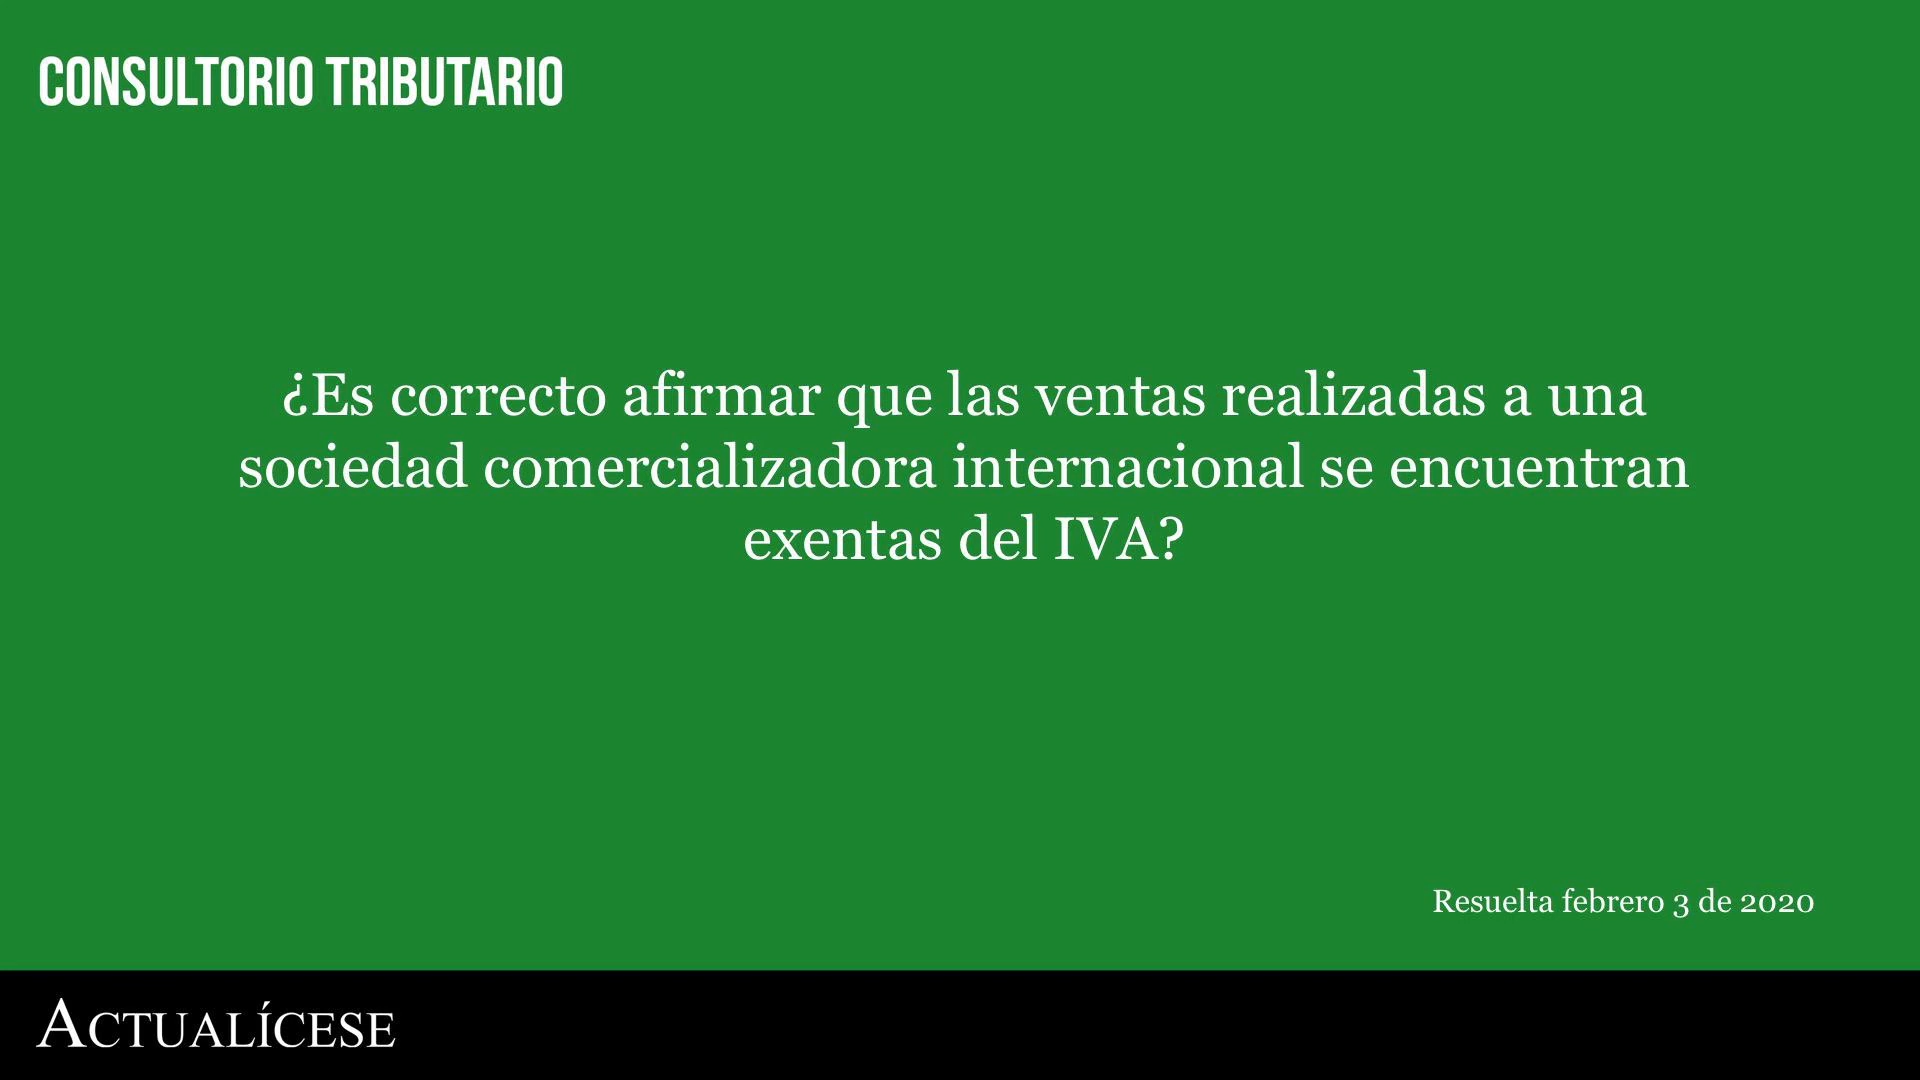 CONSULTORIO TRIBUTARIO
¿Es correcto afirmar que las ventas realizadas a una
sociedad comercializadora internacional se encuentran
exentas del IVA?
Resuelta febrero 3 de 2020
ACTUALÍCESE